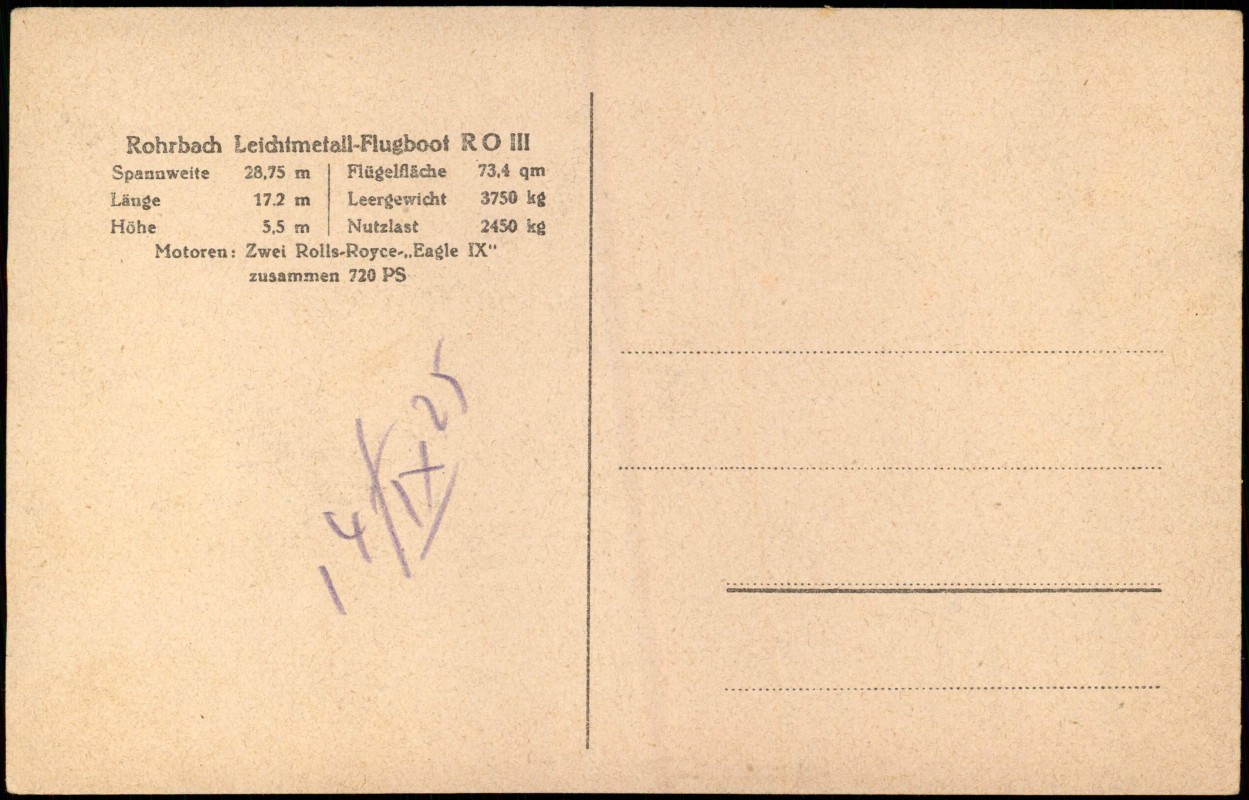 Rohrbach Leichtmetall-Flugboot R O III
Spannweite 28,75 m | Flügelfläche 73,4 qm
Länge 17.2 m | Leergewicht 3750 kg
Höhe 5,5 m | Nutzlast 2450 kg
Motoren: Zwei Rolls-Royce-„Eagle IX“
zusammen 720 PS
14/IX 25